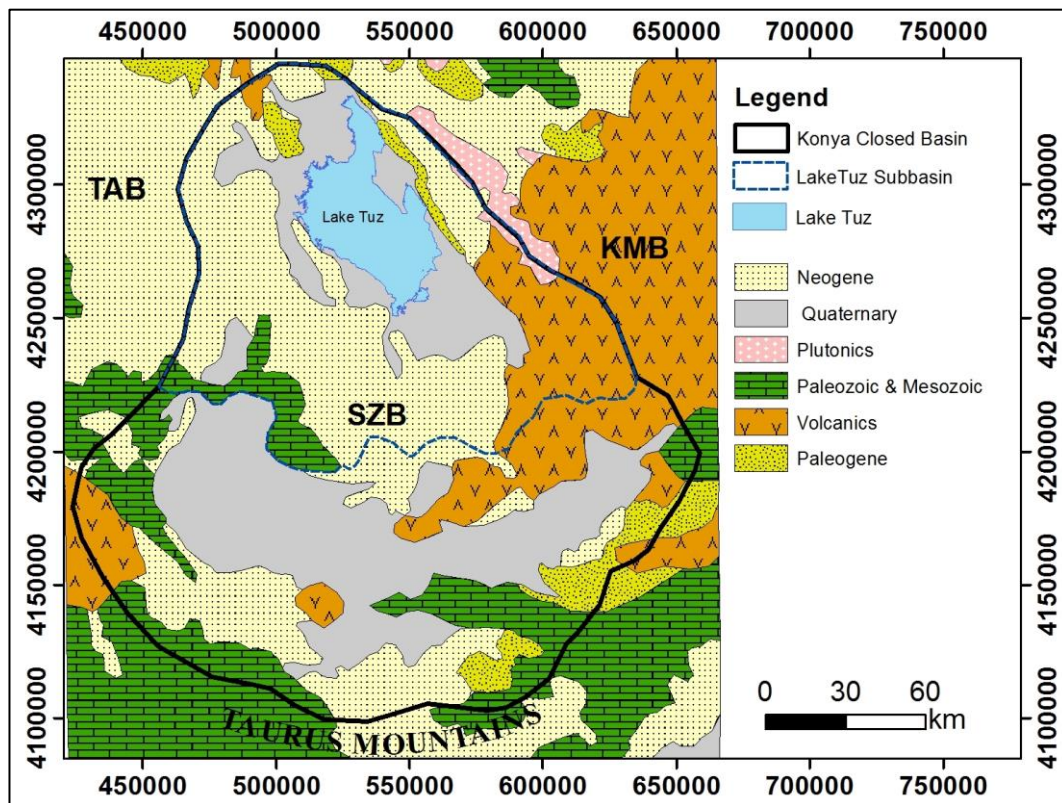 450000 500000 550000 600000 650000 700000 750000
4300000
4250000
4200000
4150000
4100000
TAB
KMB
SZB
Lake Tuz
TAURUS MOUNTAINS
Legend
Konya Closed Basin
LakeTuz Subbasin
Lake Tuz
Neogene
Quaternary
Plutonics
Paleozoic & Mesozoic
Volcanics
Paleogene
0 30 60
km
4300000
4250000
4200000
4150000
4100000
450000 500000 550000 600000 650000 700000 750000